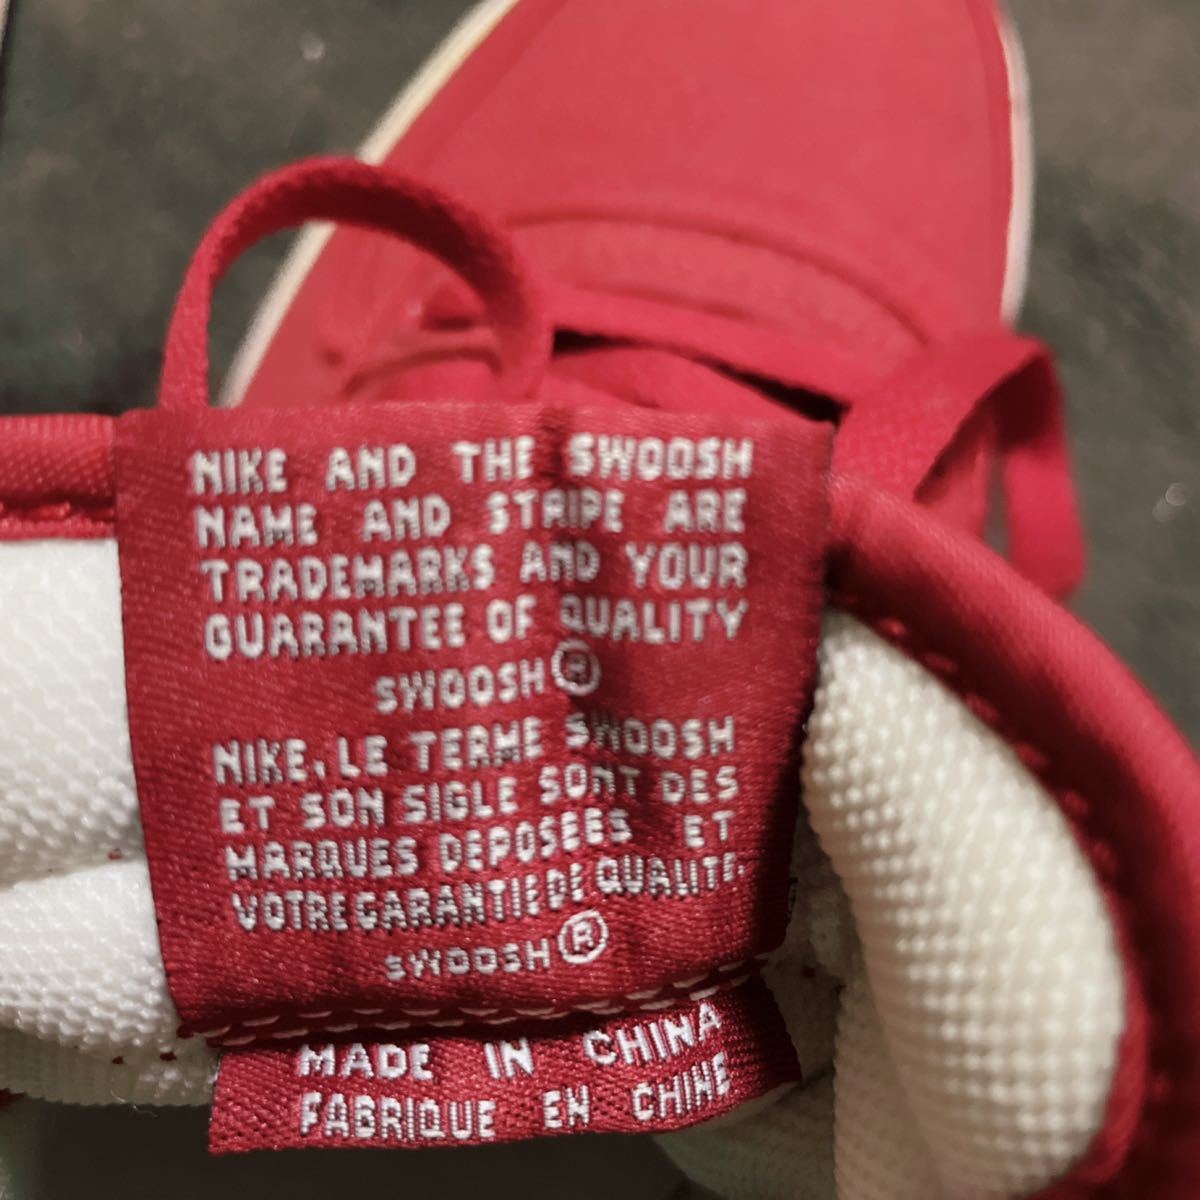 NIKE AND THE SWOOSH
NAME AND STRIPE ARE
TRADEMARKS AND YOUR
GUARANTEE OF QUALITY
SWOOSH®
NIKE, LE TERME SWOOSH
ET SON SIGLE SONT DES
MARQUES DEPOSEES ET
VOTRE GARANTIE DE QUALITE.
SWOOSH®
MADE IN CHINA
FABRIQUE EN CHINE